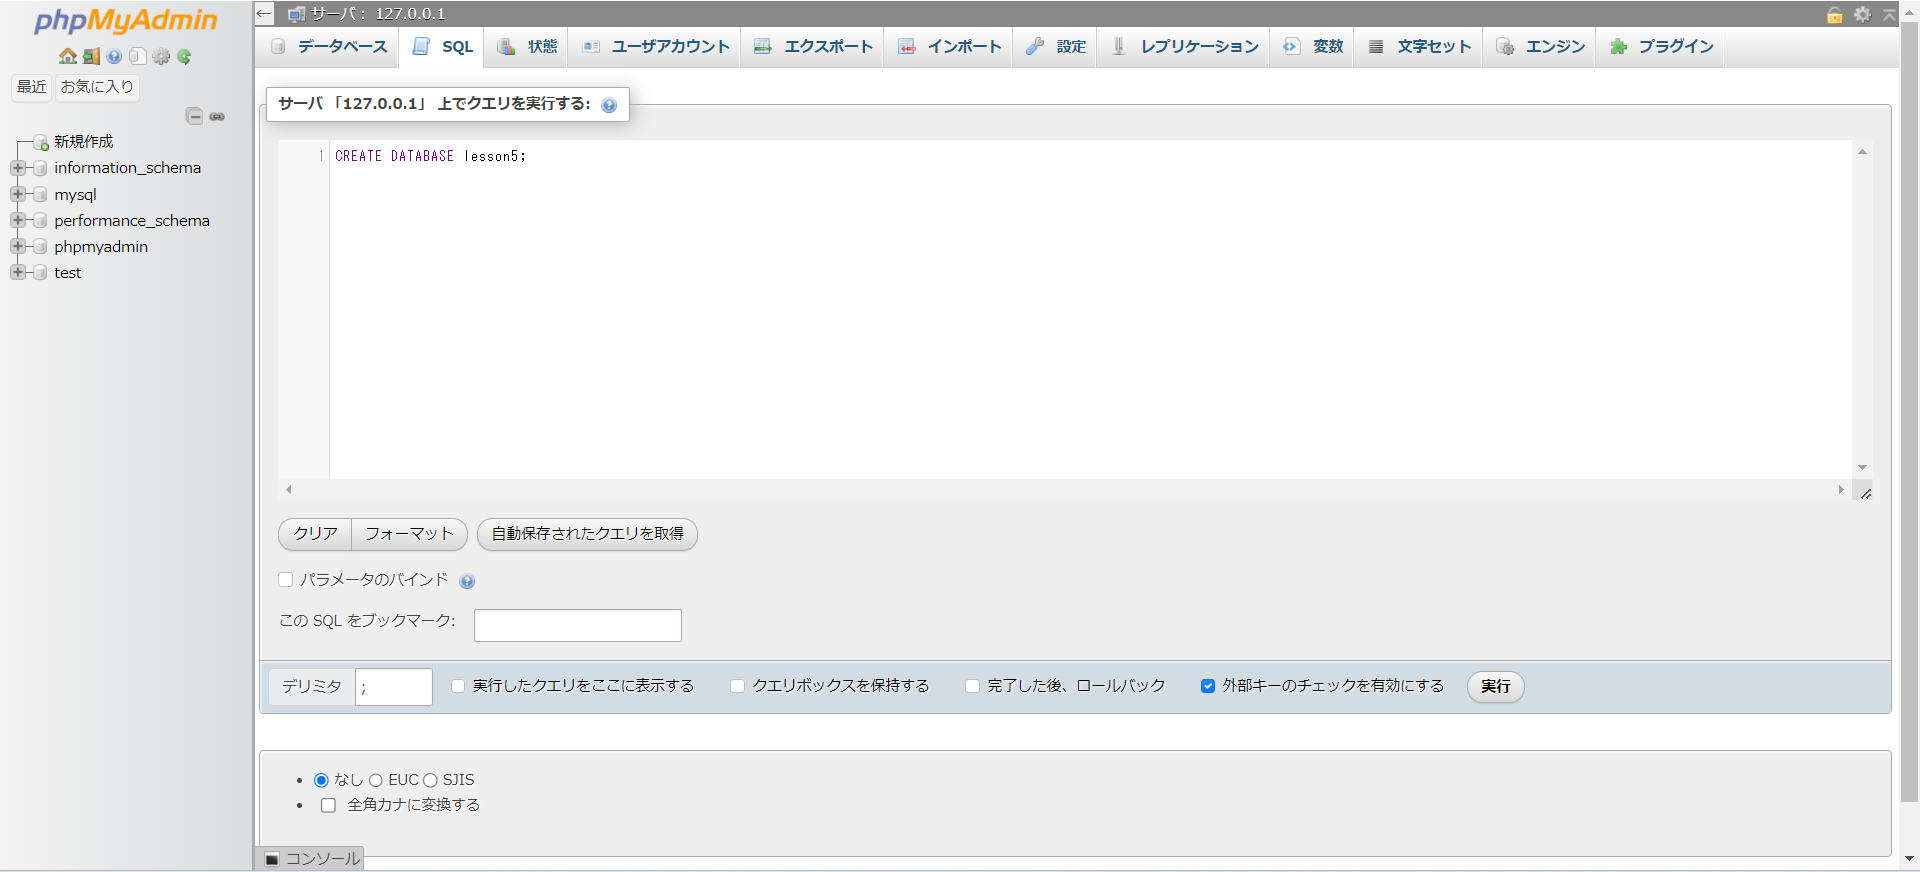 phpMyAdmin
最近 お気に入り
新規作成
information_schema
mysql
performance_schema
phpmyadmin
test
サーバ : 127.0.0.1
データベース SQL 状態 ユーザアカウント エクスポート インポート 設定 レプリケーション 変数 文字セット エンジン プラグイン
サーバ 「127.0.0.1」 上でクエリを実行する:
1 CREATE DATABASE lesson5;
クリア フォーマット 自動保存されたクエリを取得
パラメータのバインド
この SQL をブックマーク:
デリミタ ; 実行したクエリをここに表示する クエリボックスを保持する 完了した後、ロールバック 外部キーのチェックを有効にする 実行
なし EUC SJIS
全角カナに変換する
コンソール